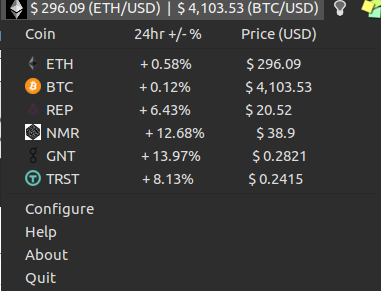 $ 296.09 (ETH/USD) | $ 4,103.53 (BTC/USD)
Coin 24hr +/- % Price (USD)
ETH + 0.58% $ 296.09
BTC + 0.12% $ 4,103.53
REP + 6.43% $ 20.52
NMR + 12.68% $ 38.9
GNT + 13.97% $ 0.2821
TRST + 8.13% $ 0.2415
Configure
Help
About
Quit